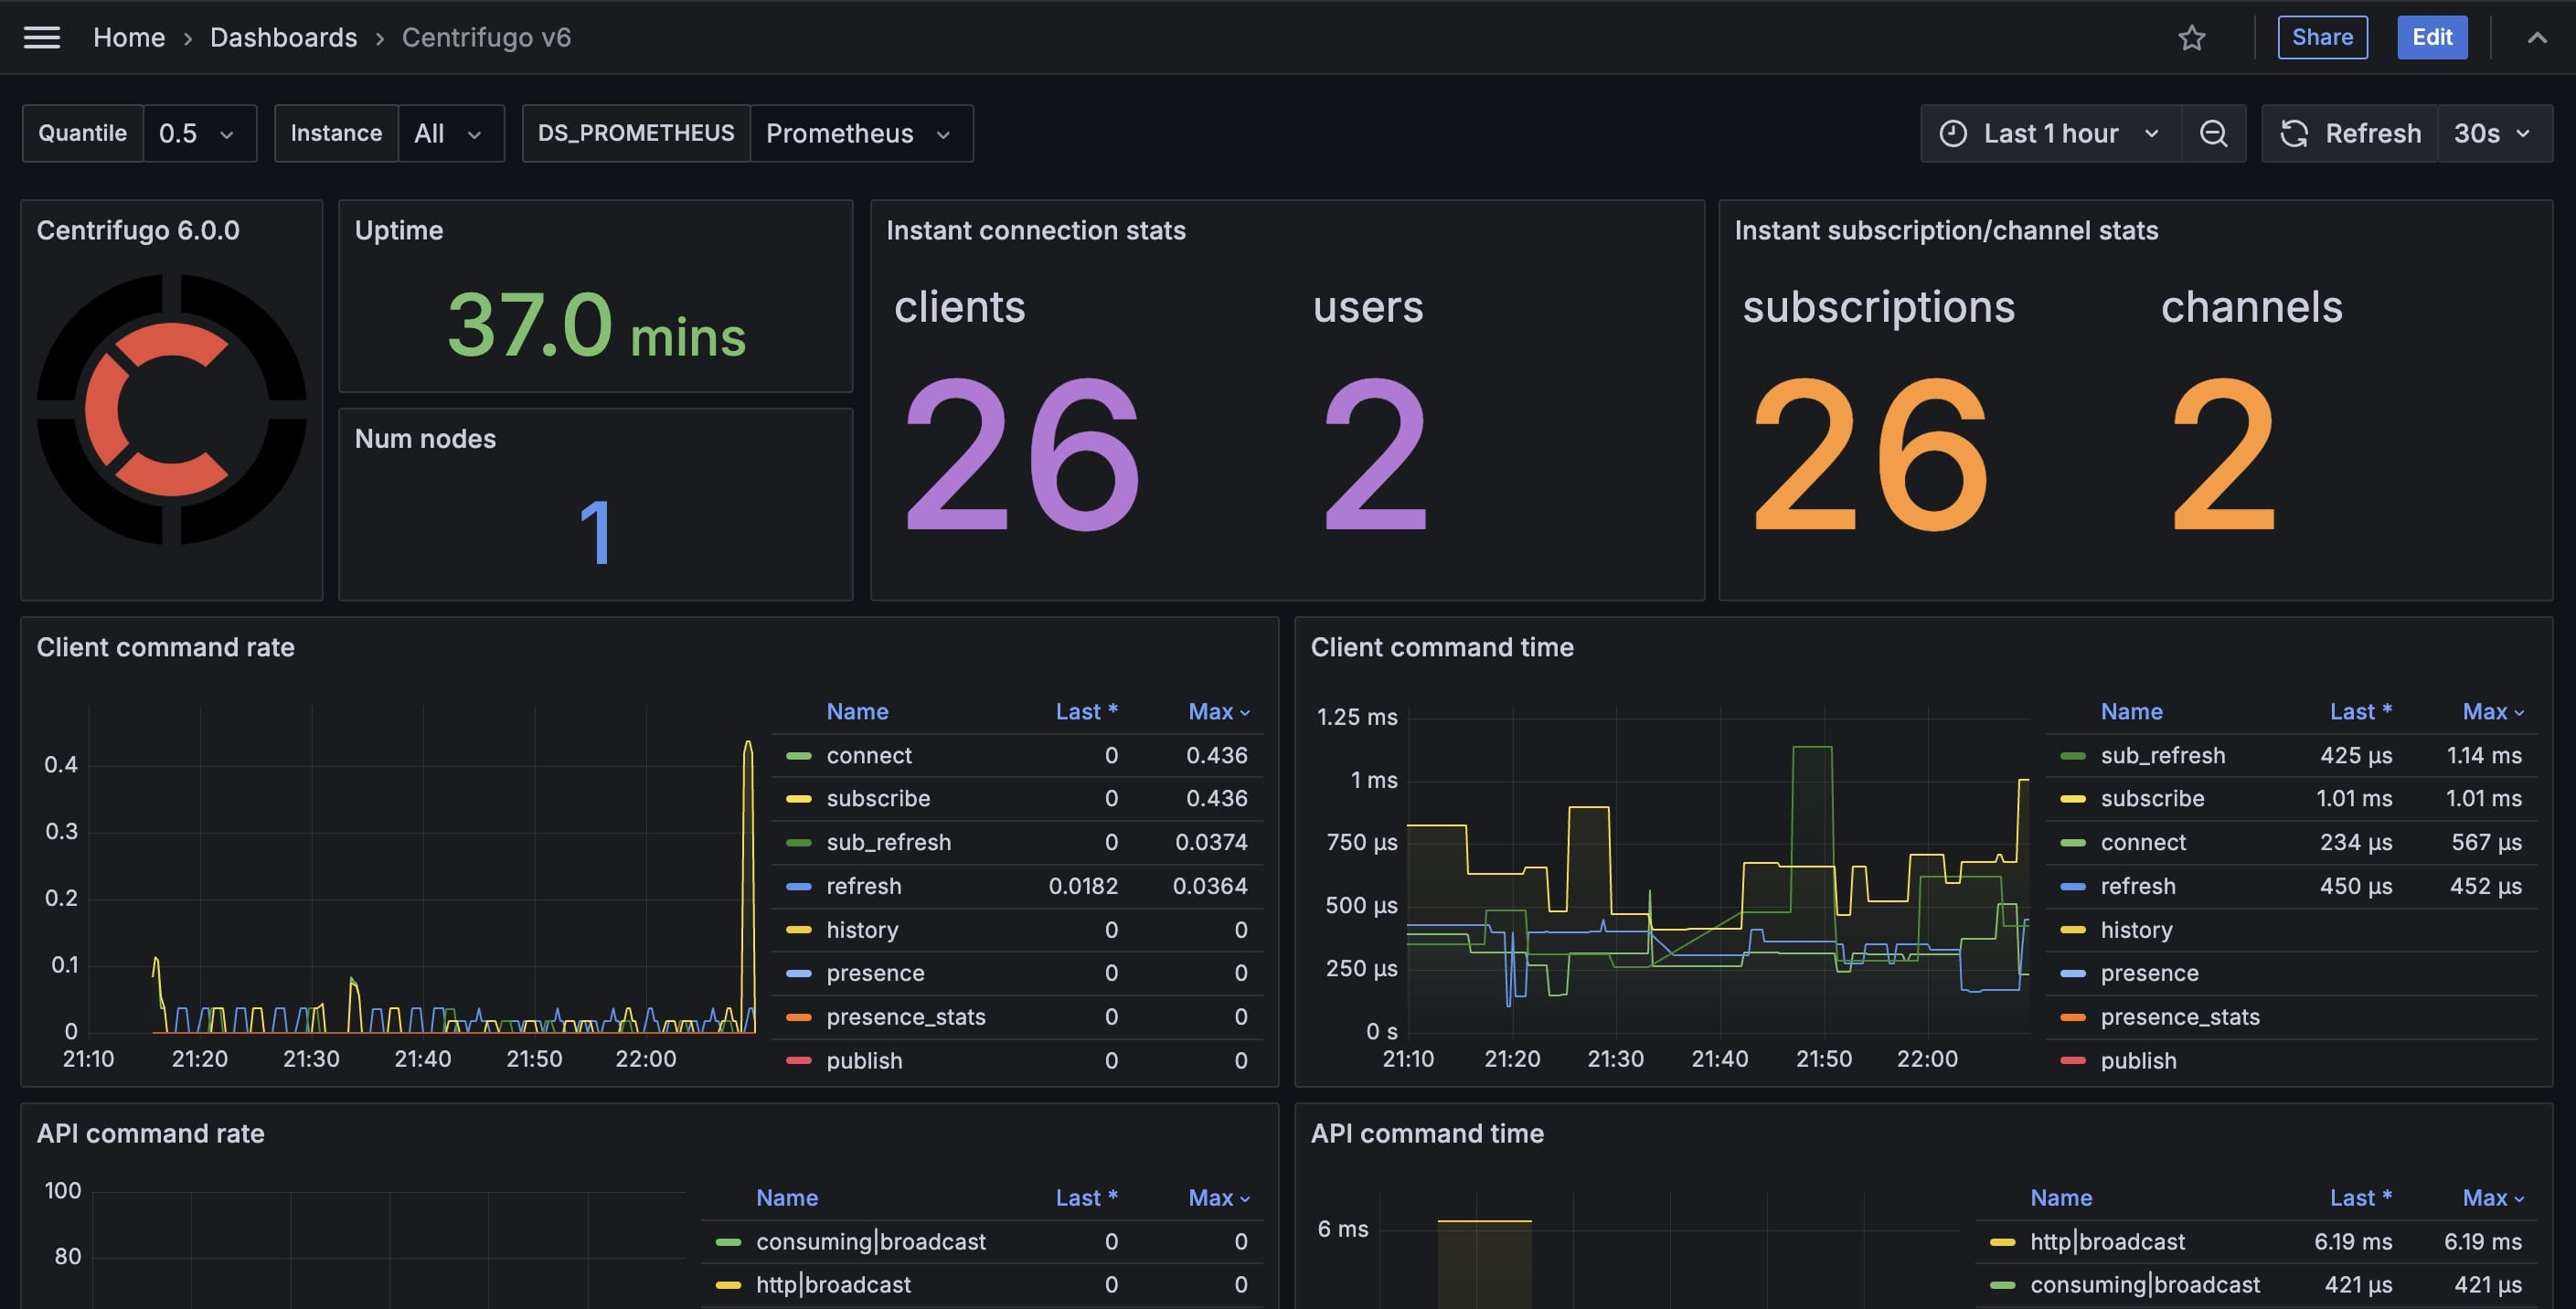 Home › Dashboards › Centrifugo v6
Share
Edit
Quantile 0.5
Instance All
DS_PROMETHEUS Prometheus
Last 1 hour
Refresh 30s
Centrifugo 6.0.0
Uptime
37.0 mins
Num nodes
1
Instant connection stats
clients users
26 2
Instant subscription/channel stats
subscriptions channels
26 2
Client command rate
0.4
0.3
0.2
0.1
0
21:10 21:20 21:30 21:40 21:50 22:00
Name Last * Max
connect 0 0.436
subscribe 0 0.436
sub_refresh 0 0.0374
refresh 0.0182 0.0364
history 0 0
presence 0 0
presence_stats 0 0
publish 0 0
Client command time
1.25 ms
1 ms
750 µs
500 µs
250 µs
0 s
21:10 21:20 21:30 21:40 21:50 22:00
Name Last * Max
sub_refresh 425 µs 1.14 ms
subscribe 1.01 ms 1.01 ms
connect 234 µs 567 µs
refresh 450 µs 452 µs
history
presence
presence_stats
publish
API command rate
100
80
Name Last * Max
consuming|broadcast 0 0
http|broadcast 0 0
API command time
6 ms
Name Last * Max
http|broadcast 6.19 ms 6.19 ms
consuming|broadcast 421 µs 421 µs